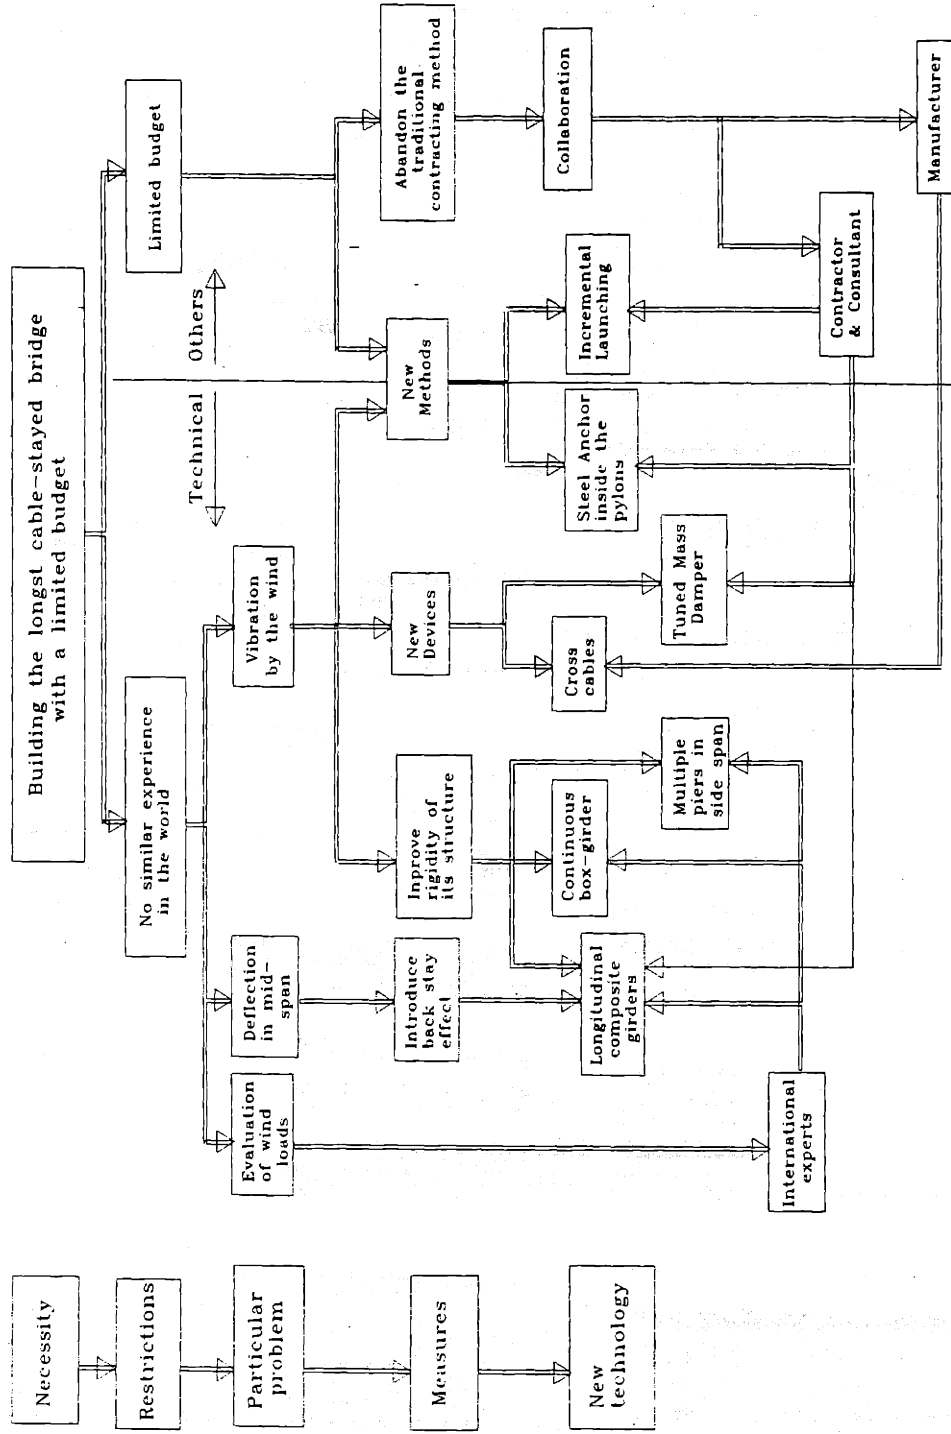 Building the longst cable-stayed bridge
with a limited budget
Necessity
Restrictions
Particular
problem
Measures
New
technology
No similar experience
in the world
Limited budget
Technical
Others
Evaluation
of wind
loads
Deflection
in mid-
span
Vibration
by the wind
Introduce
back stay
effect
Inprove
rigidity of
its structure
New
Devices
New
Methods
Abandon the
traditional
contracting method
Longitudinal
composite
girders
Continuous
box-girder
Cross
cables
Steel Anchor
inside the
pylons
Incremental
Launching
Collaboration
Multiple
piers in
side span
Tuned Mass
Damper
International
experts
Contractor
& Consultant
Manufacturer